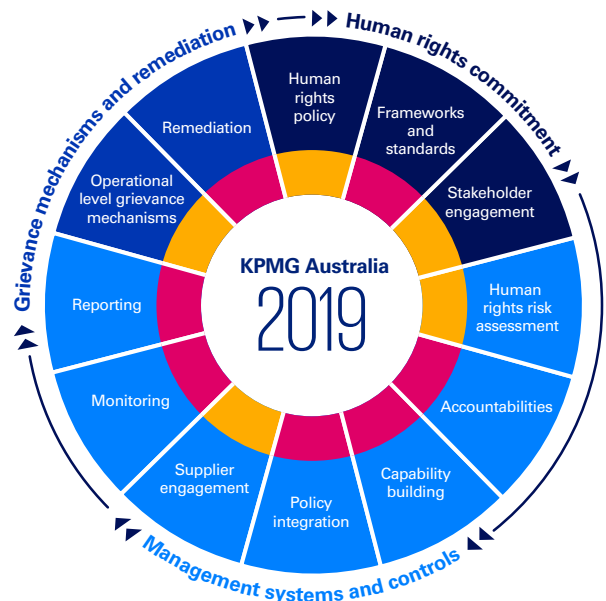 Human rights commitment
Human
rights
policy
Frameworks
and
standards
Stakeholder
engagement
Management systems and controls
Human
rights risk
assessment
Accountabilities
Capability
building
Policy
integration
Supplier
engagement
Monitoring
Reporting
Grievance mechanisms and remediation
Operational
level grievance
mechanisms
Remediation
KPMG Australia
2019